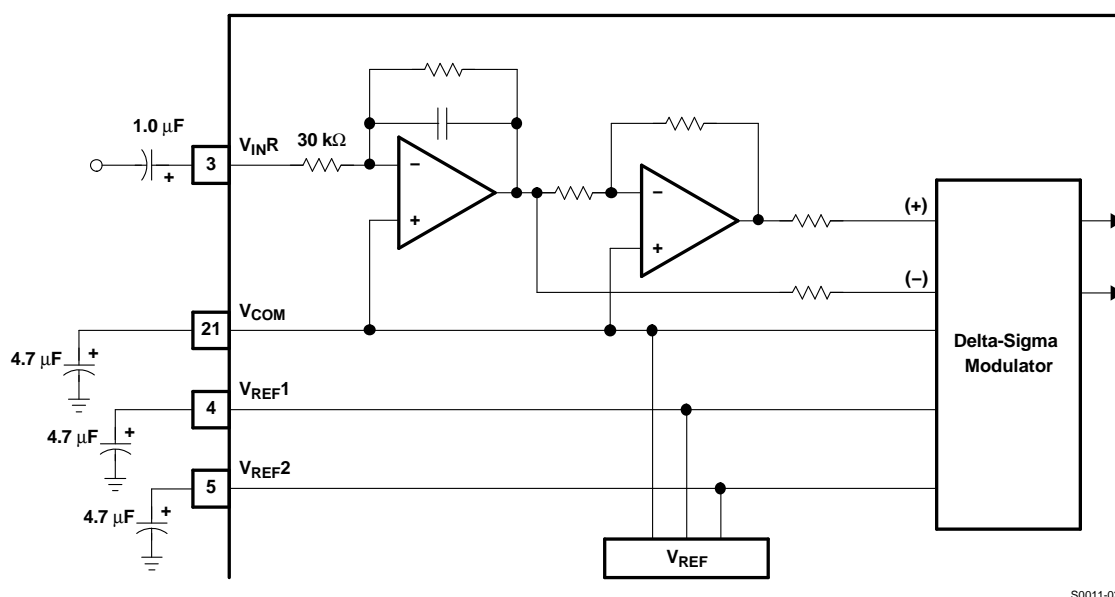 1.0 μF
+
3
VINR
30 kΩ
−
+
−
+
(+)
(−)
Delta-Sigma
Modulator
21
VCOM
4.7 μF
+
4
VREF1
4.7 μF
+
5
VREF2
4.7 μF
+
VREF